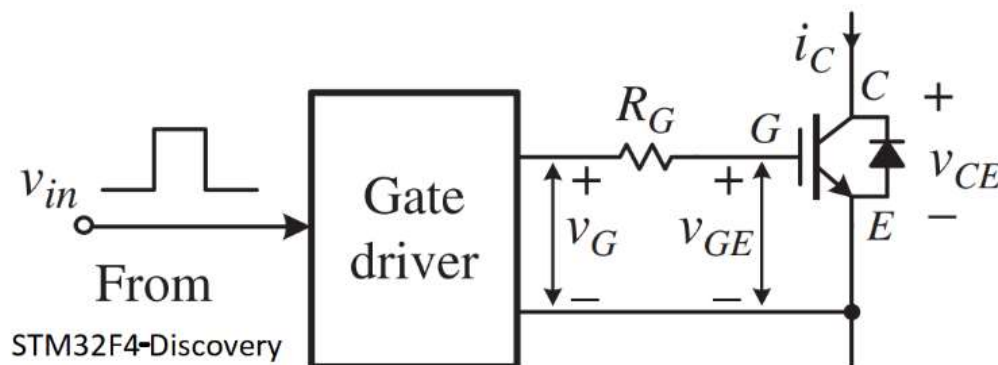 i_C
C
+
R_G
G
v_in
Gate
driver
+
v_G
−
+
v_GE
−
v_CE
−
E
From
STM32F4-Discovery